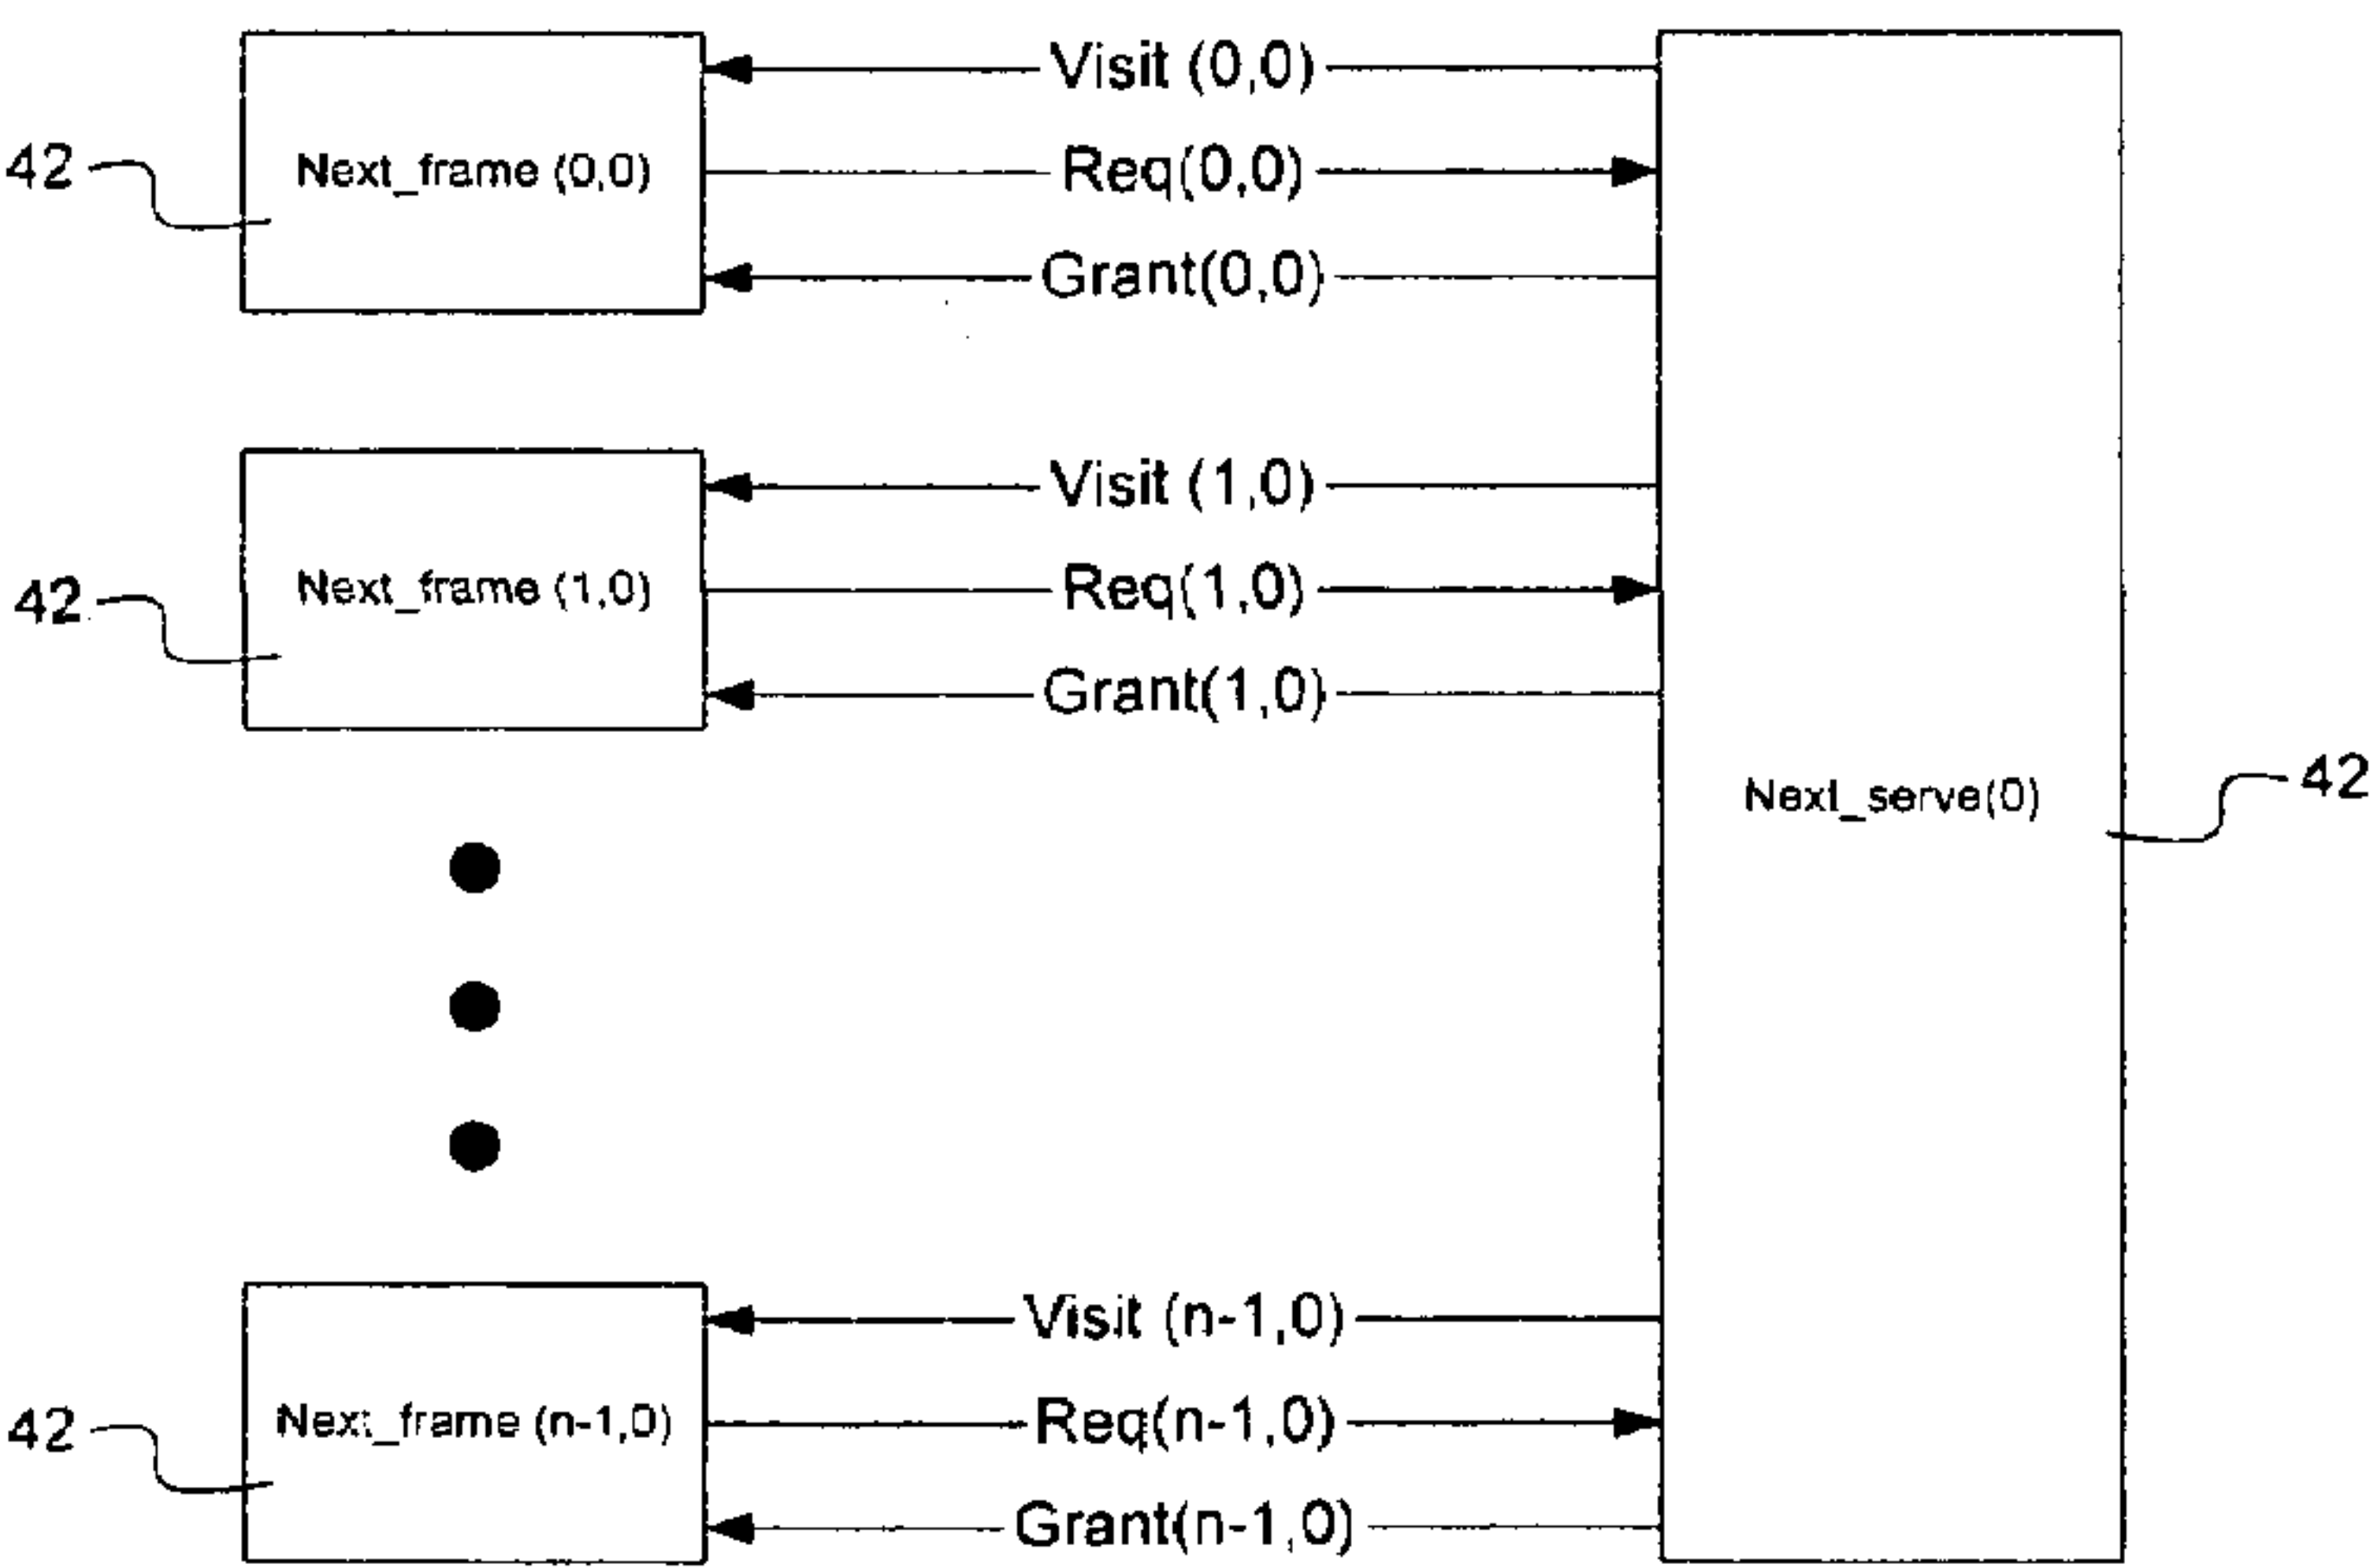 Visit (0,0)
42
Next_frame (0,0)
Req(0,0)
Grant(0,0)
Visit (1,0)
42
Next_frame (1,0)
Req(1,0)
Grant(1,0)
Next_serve(0)
42
Visit (n-1,0)
42
Next_frame (n-1,0)
Req(n-1,0)
Grant(n-1,0)